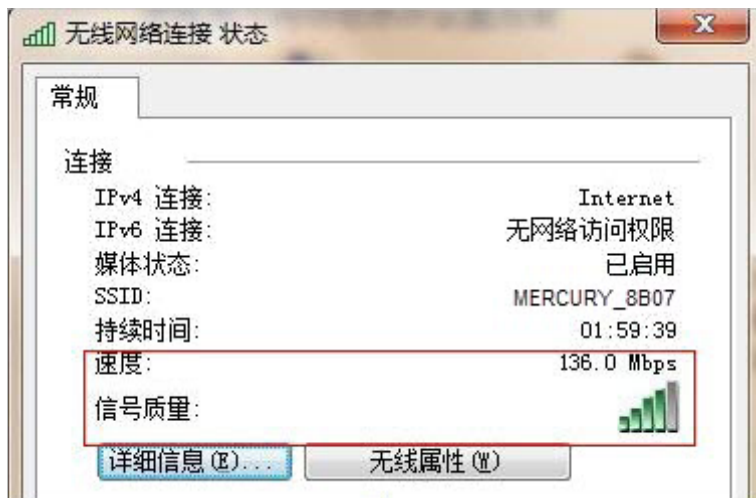 无线网络连接 状态
常规
连接
IPv4 连接: Internet
IPv6 连接: 无网络访问权限
媒体状态: 已启用
SSID: MERCURY_8B07
持续时间: 01:59:39
速度: 136.0 Mbps
信号质量:
详细信息(E)... 无线属性(W)